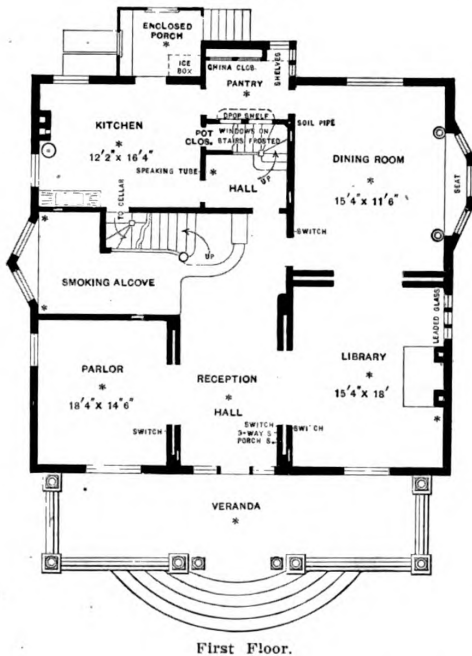 ENCLOSED
PORCH
*
ICE
BOX
CHINA CLOS.
SHELVES
PANTRY
*
DROP SHELF
KITCHEN
*
12'2" X 16'4"
POT
CLOS.
WINDOWS ON
STAIRS FROSTED
SOIL PIPE
SPEAKING TUBE
*
HALL
UP
DINING ROOM
*
15'4" X 11'6"
SEAT
TO CELLAR
SWITCH
*
UP
SMOKING ALCOVE
*
LEADED GLASS
PARLOR
*
18'4" X 14'6"
RECEPTION
*
HALL
LIBRARY
*
15'4" X 18'
*
SWITCH
SWITCH
3-WAY S.
PORCH S.
SWITCH
VERANDA
*
First Floor.